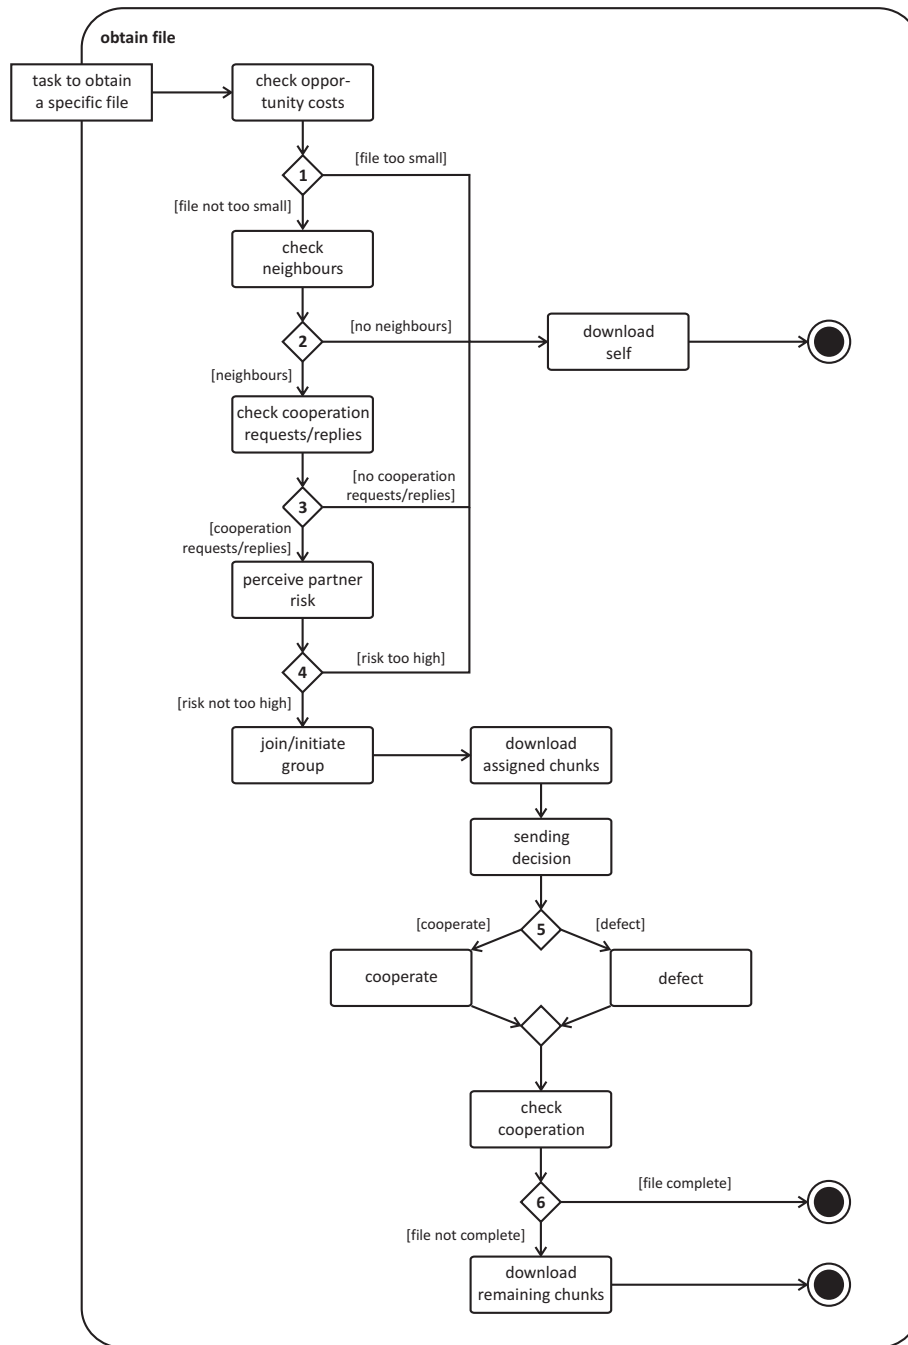 obtain file
task to obtain
a specific file
check oppor-
tunity costs
[file too small]
1
[file not too small]
check
neighbours
[no neighbours]
2
download
self
[neighbours]
check cooperation
requests/replies
[no cooperation
requests/replies]
3
[cooperation
requests/replies]
perceive partner
risk
[risk too high]
4
[risk not too high]
join/initiate
group
download
assigned chunks
sending
decision
[cooperate]
5
[defect]
cooperate
defect
check
cooperation
[file complete]
6
[file not complete]
download
remaining chunks